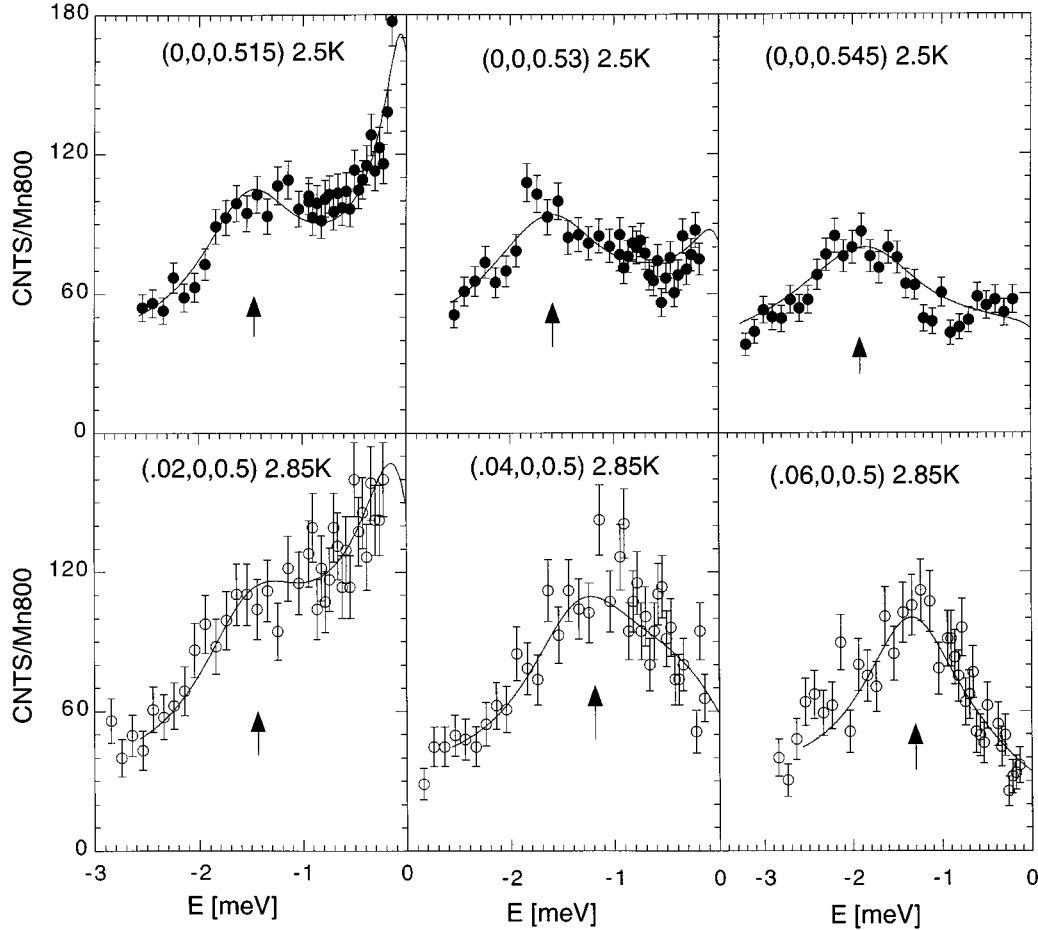 180
(0,0,0.515) 2.5K
(0,0,0.53) 2.5K
(0,0,0.545) 2.5K
CNTS/Mn800
120
60
0
(.02,0,0.5) 2.85K
(.04,0,0.5) 2.85K
(.06,0,0.5) 2.85K
CNTS/Mn800
120
60
0
-3 -2 -1 0 -2 -1 0 -3 -2 -1 0
E [meV] E [meV] E [meV]